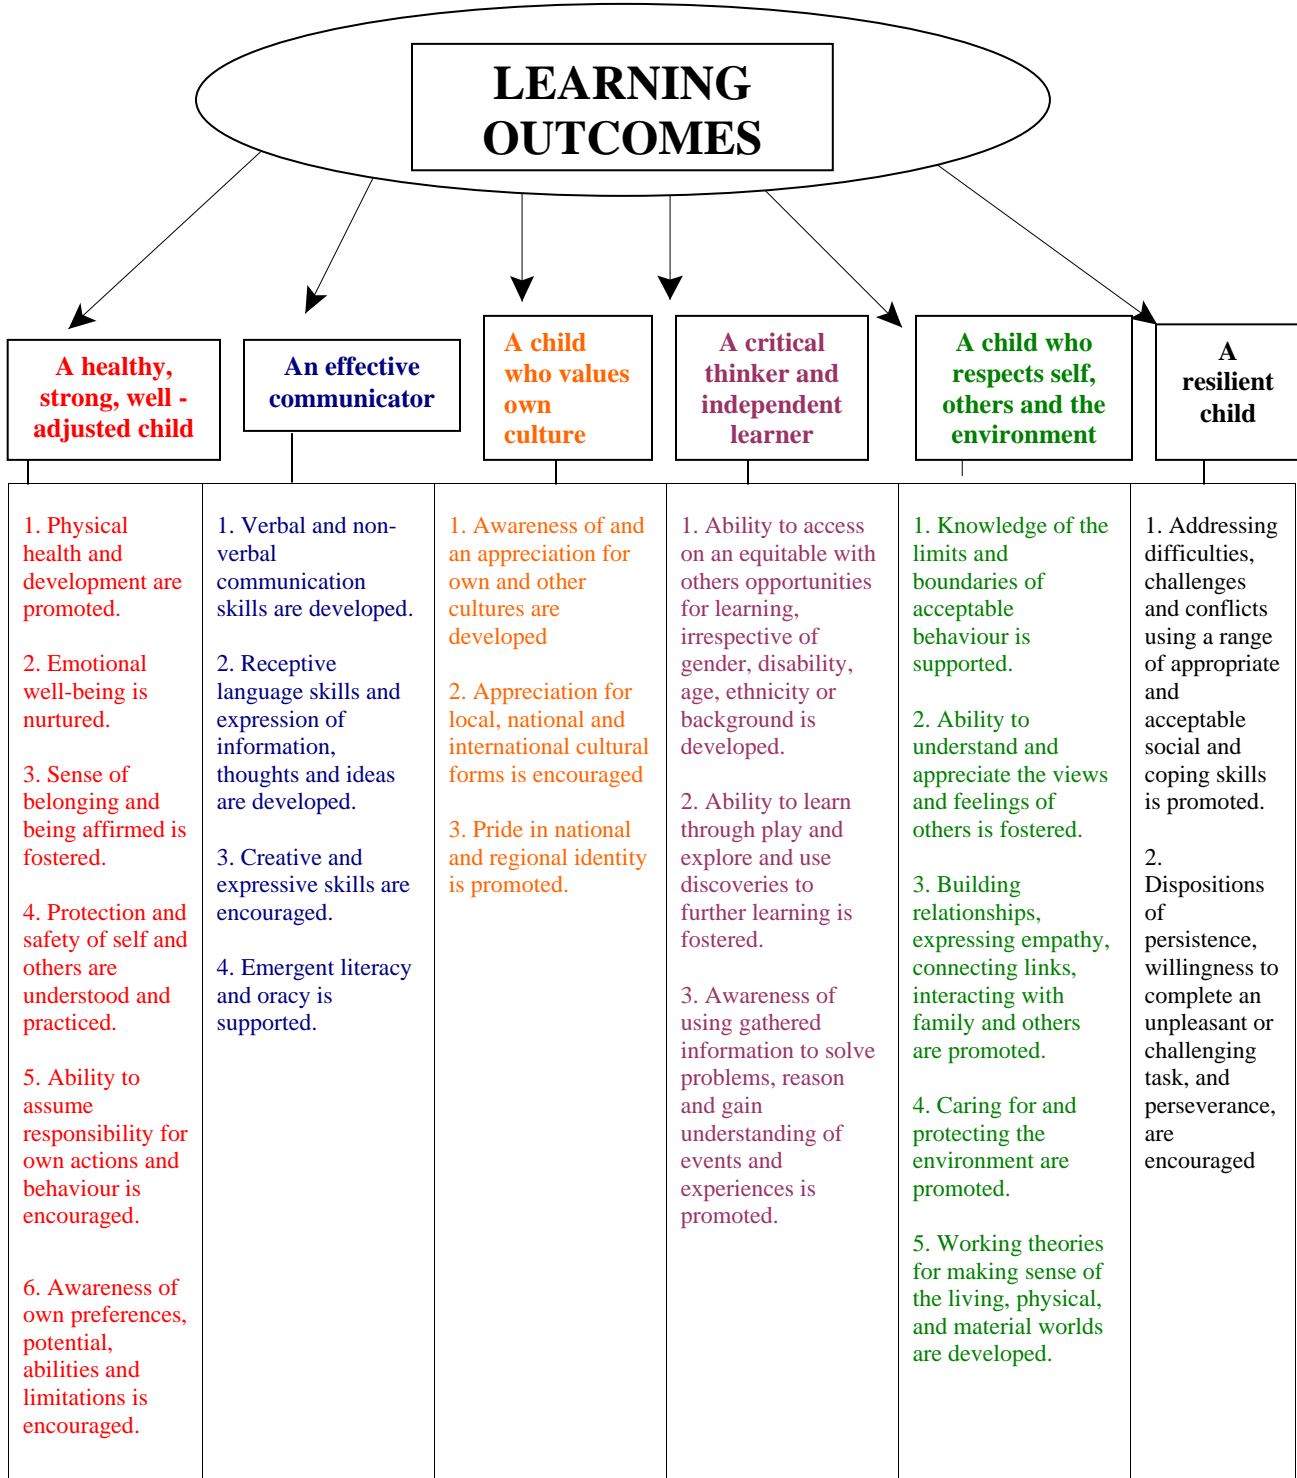 LEARNING
OUTCOMES
A healthy,
strong, well -
adjusted child
An effective
communicator
A child
who values
own
culture
A critical
thinker and
independent
learner
A child who
respects self,
others and the
environment
A
resilient
child
1. Physical
health and
development are
promoted.
2. Emotional
well-being is
nurtured.
3. Sense of
belonging and
being affirmed is
fostered.
4. Protection and
safety of self and
others are
understood and
practiced.
5. Ability to
assume
responsibility for
own actions and
behaviour is
encouraged.
6. Awareness of
own preferences,
potential,
abilities and
limitations is
encouraged.
1. Verbal and non-
verbal
communication
skills are developed.
2. Receptive
language skills and
expression of
information,
thoughts and ideas
are developed.
3. Creative and
expressive skills are
encouraged.
4. Emergent literacy
and oracy is
supported.
1. Awareness of and
an appreciation for
own and other
cultures are
developed
2. Appreciation for
local, national and
international cultural
forms is encouraged
3. Pride in national
and regional identity
is promoted.
1. Ability to access
on an equitable with
others opportunities
for learning,
irrespective of
gender, disability,
age, ethnicity or
background is
developed.
2. Ability to learn
through play and
explore and use
discoveries to
further learning is
fostered.
3. Awareness of
using gathered
information to solve
problems, reason
and gain
understanding of
events and
experiences is
promoted.
1. Knowledge of the
limits and
boundaries of
acceptable
behaviour is
supported.
2. Ability to
understand and
appreciate the views
and feelings of
others is fostered.
3. Building
relationships,
expressing empathy,
connecting links,
interacting with
family and others
are promoted.
4. Caring for and
protecting the
environment are
promoted.
5. Working theories
for making sense of
the living, physical,
and material worlds
are developed.
1. Addressing
difficulties,
challenges
and conflicts
using a range
of appropriate
and
acceptable
social and
coping skills
is promoted.
2.
Dispositions
of
persistence,
willingness to
complete an
unpleasant or
challenging
task, and
perseverance,
are
encouraged